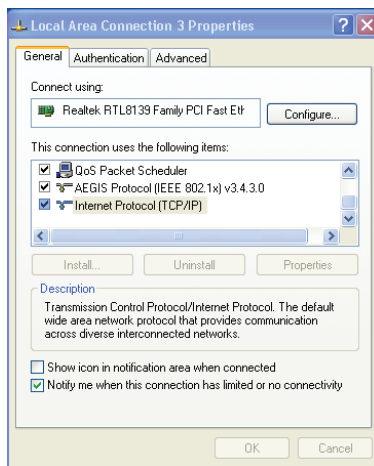 Local Area Connection 3 Properties
General
Authentication
Advanced
Connect using:
Realtek RTL8139 Family PCI Fast Eth
Configure...
This connection uses the following items:
QoS Packet Scheduler
AEGIS Protocol (IEEE 802.1x) v3.4.3.0
Internet Protocol (TCP/IP)
Install...
Uninstall
Properties
Description
Transmission Control Protocol/Internet Protocol. The default
wide area network protocol that provides communication
across diverse interconnected networks.
Show icon in notification area when connected
Notify me when this connection has limited or no connectivity
OK
Cancel